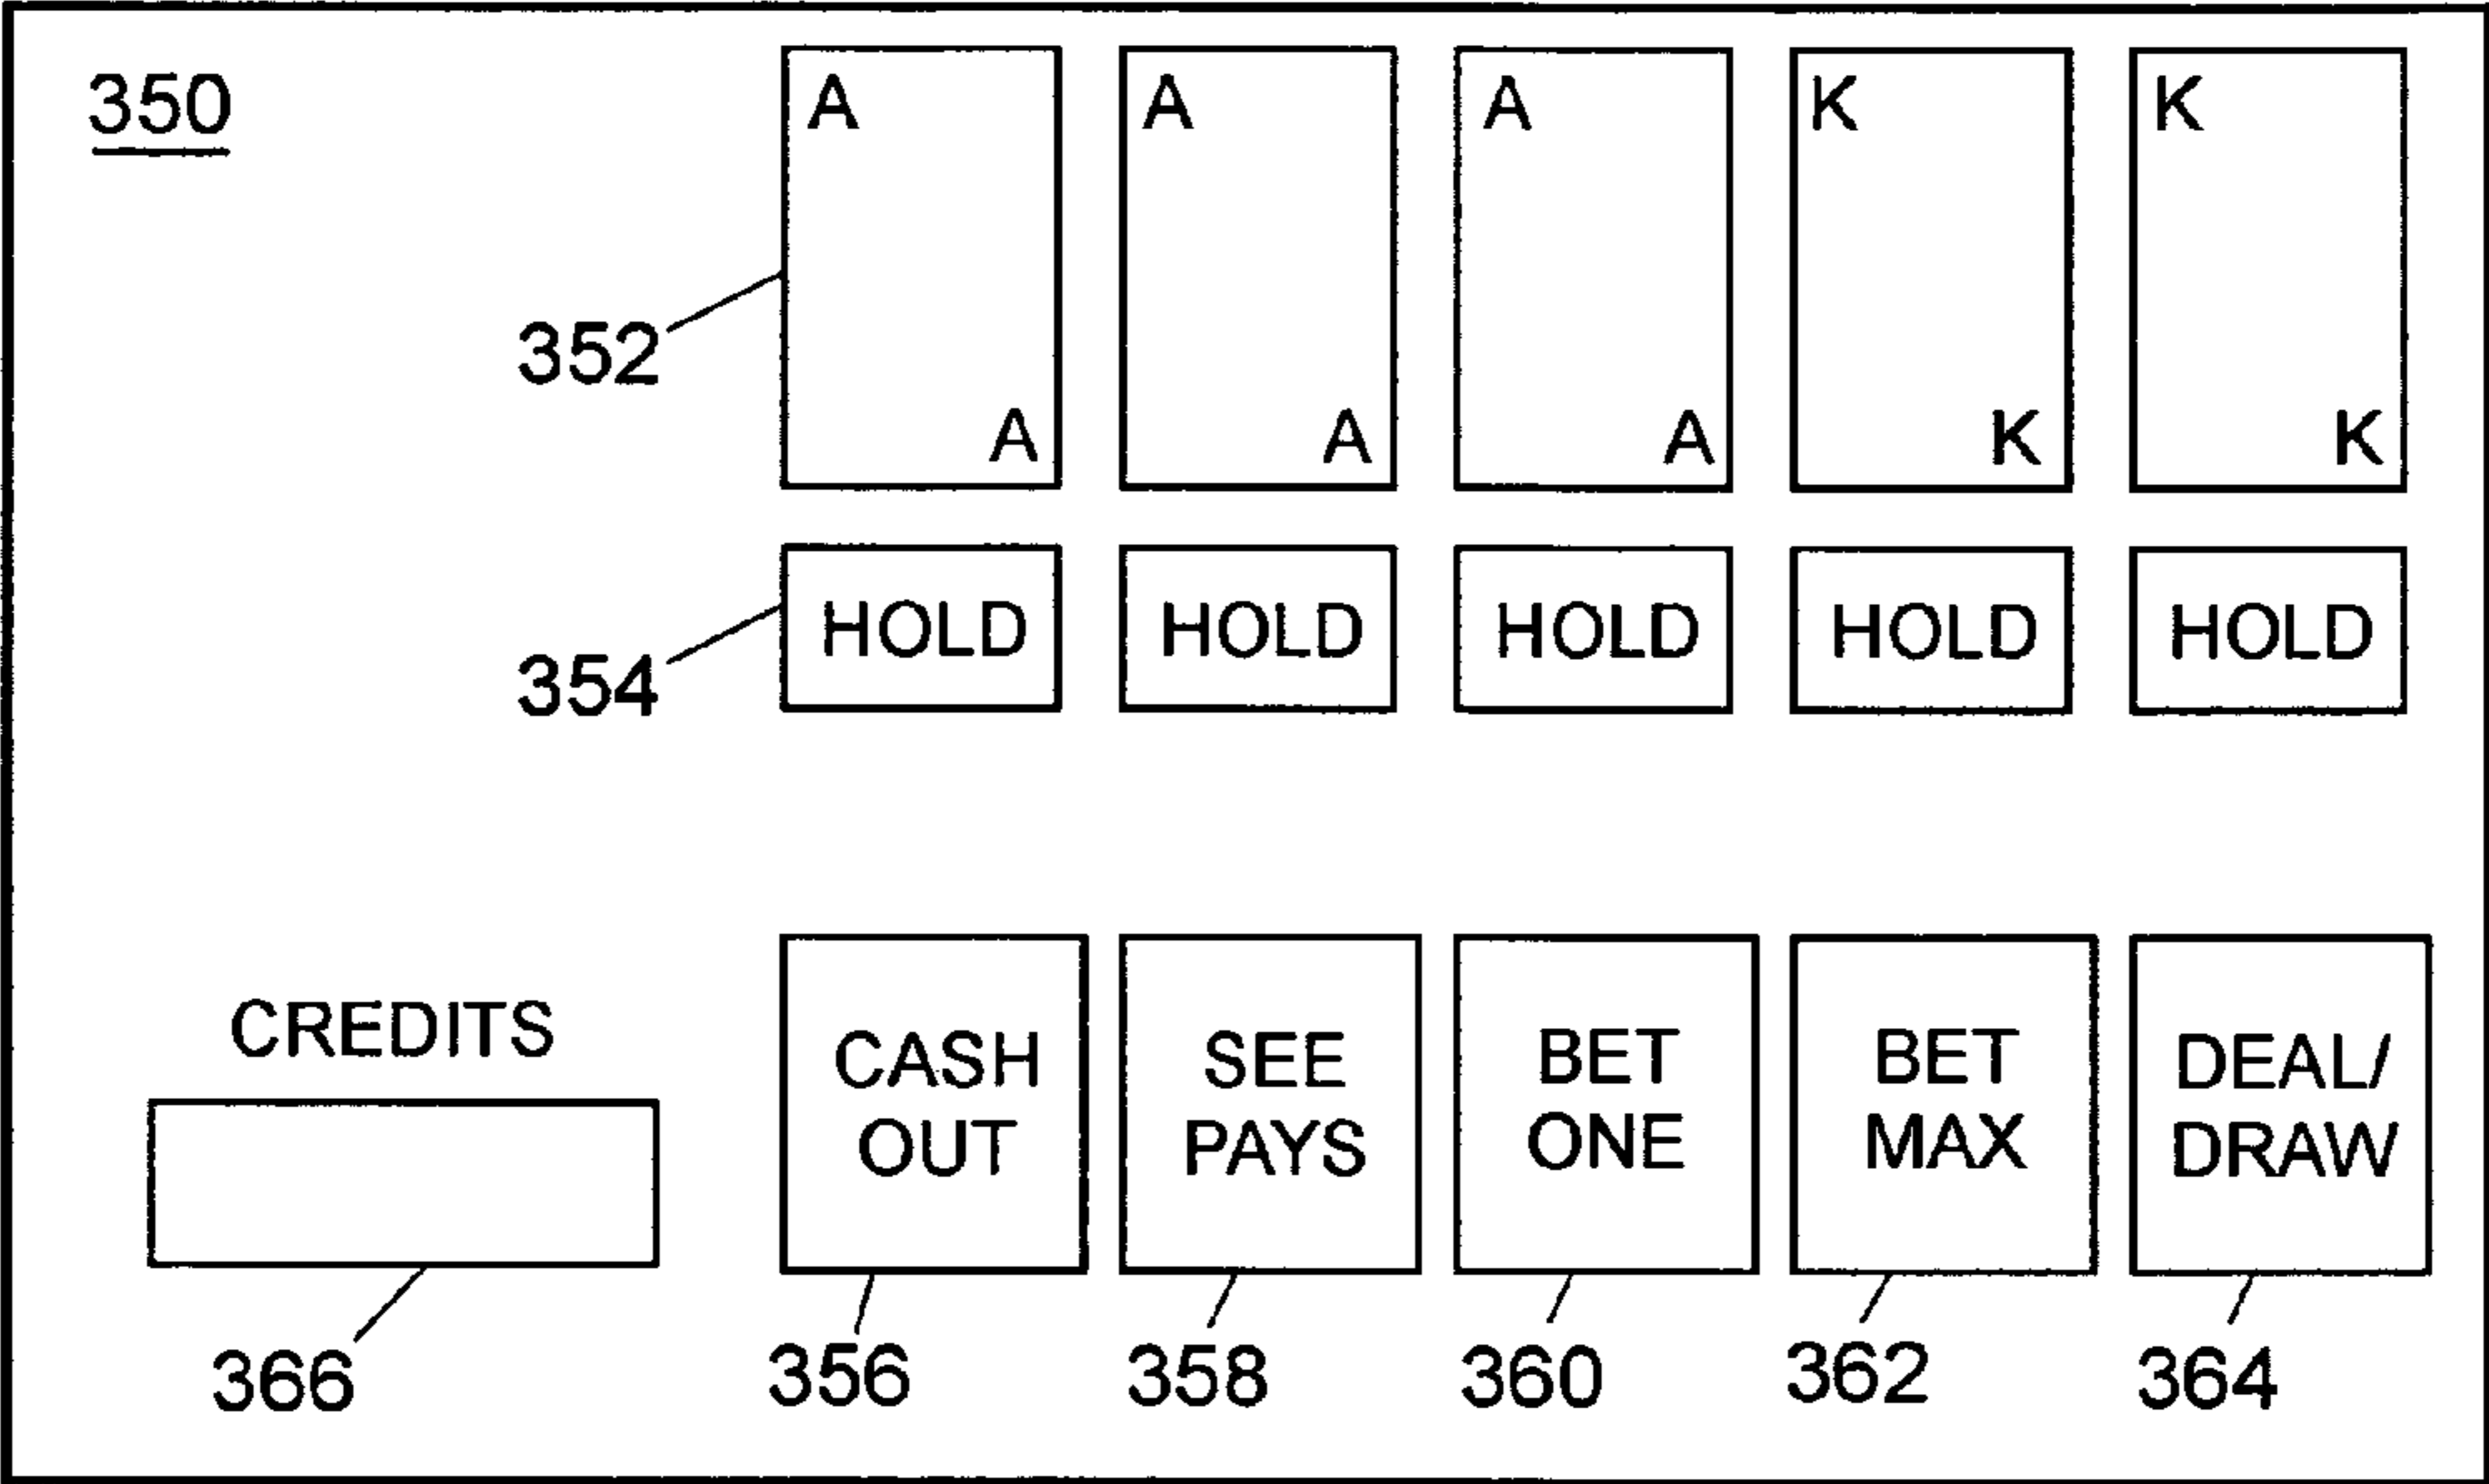 350
A A A K K
352
A A A K K
HOLD HOLD HOLD HOLD HOLD
354
CREDITS
CASH OUT
SEE PAYS
BET ONE
BET MAX
DEAL/
DRAW
366 356 358 360 362 364